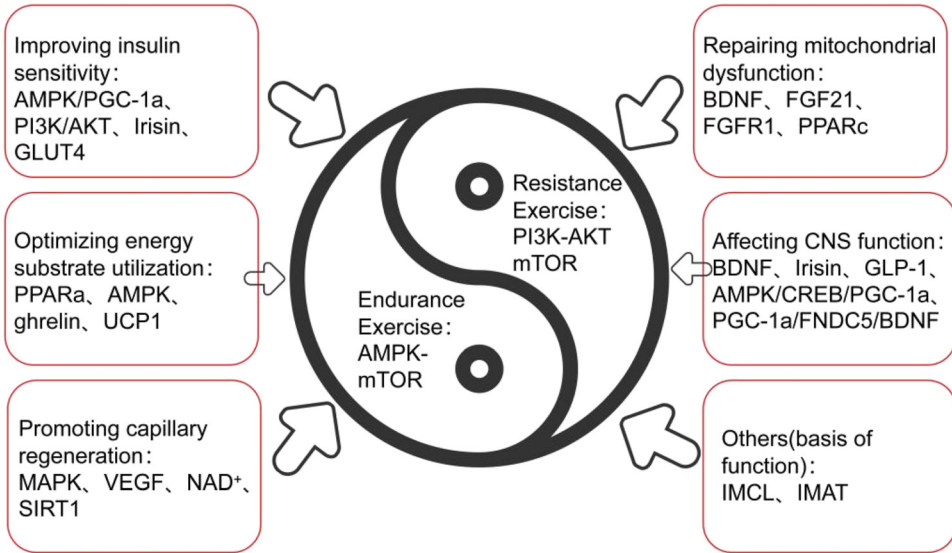 Improving insulin
sensitivity：
AMPK/PGC-1a、
PI3K/AKT、Irisin、
GLUT4
Optimizing energy
substrate utilization：
PPARa、AMPK,
ghrelin、UCP1
Promoting capillary
regeneration：
MAPK、VEGF、NAD⁺、
SIRT1
Resistance
Exercise：
PI3K-AKT
mTOR
Endurance
Exercise：
AMPK-
mTOR
Repairing mitochondrial
dysfunction：
BDNF、FGF21、
FGFR1、PPARc
Affecting CNS function：
BDNF、Irisin、GLP-1、
AMPK/CREB/PGC-1a、
PGC-1a/FNDC5/BDNF
Others(basis of
function)：
IMCL、IMAT